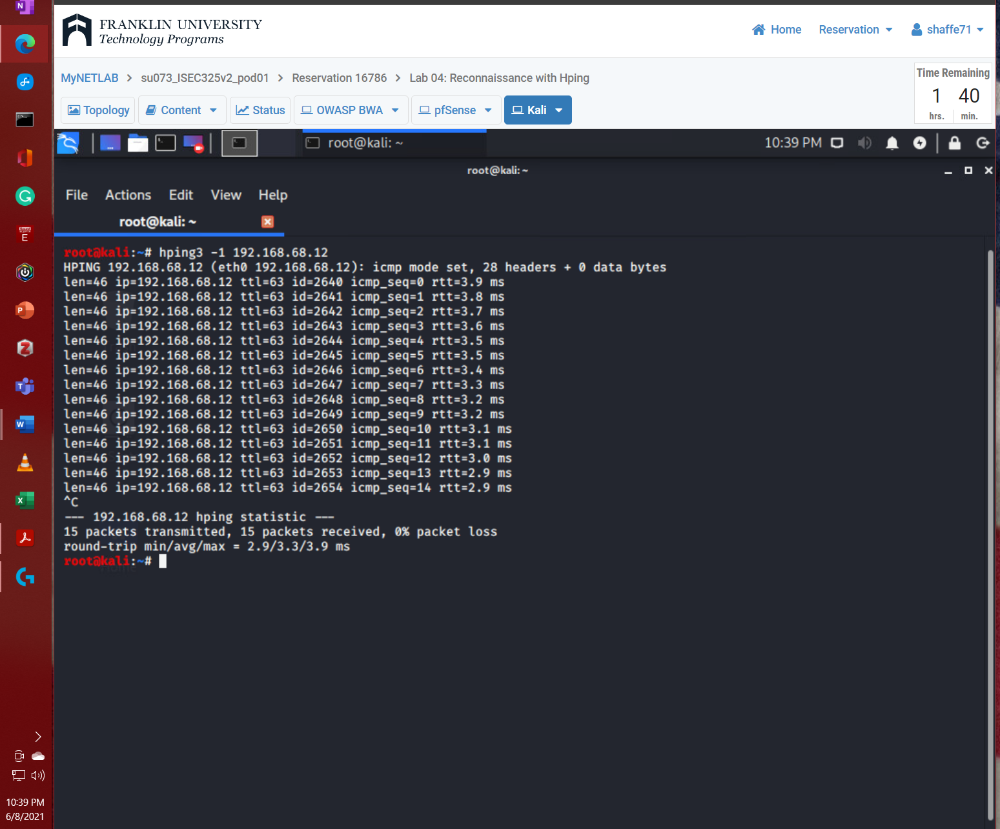 FRANKLIN UNIVERSITY
Technology Programs
Home Reservation shaffe71
MyNETLAB > su073_ISEC325v2_pod01 > Reservation 16786 > Lab 04: Reconnaissance with Hping
Time Remaining
1 40
hrs. min.
Topology Content Status OWASP BWA pfSense Kali
root@kali: ~ 10:39 PM
root@kali: ~
File Actions Edit View Help
root@kali: ~
root@kali:~# hping3 -1 192.168.68.12
HPING 192.168.68.12 (eth0 192.168.68.12): icmp mode set, 28 headers + 0 data bytes
len=46 ip=192.168.68.12 ttl=63 id=2640 icmp_seq=0 rtt=3.9 ms
len=46 ip=192.168.68.12 ttl=63 id=2641 icmp_seq=1 rtt=3.8 ms
len=46 ip=192.168.68.12 ttl=63 id=2642 icmp_seq=2 rtt=3.7 ms
len=46 ip=192.168.68.12 ttl=63 id=2643 icmp_seq=3 rtt=3.6 ms
len=46 ip=192.168.68.12 ttl=63 id=2644 icmp_seq=4 rtt=3.5 ms
len=46 ip=192.168.68.12 ttl=63 id=2645 icmp_seq=5 rtt=3.5 ms
len=46 ip=192.168.68.12 ttl=63 id=2646 icmp_seq=6 rtt=3.4 ms
len=46 ip=192.168.68.12 ttl=63 id=2647 icmp_seq=7 rtt=3.3 ms
len=46 ip=192.168.68.12 ttl=63 id=2648 icmp_seq=8 rtt=3.2 ms
len=46 ip=192.168.68.12 ttl=63 id=2649 icmp_seq=9 rtt=3.2 ms
len=46 ip=192.168.68.12 ttl=63 id=2650 icmp_seq=10 rtt=3.1 ms
len=46 ip=192.168.68.12 ttl=63 id=2651 icmp_seq=11 rtt=3.1 ms
len=46 ip=192.168.68.12 ttl=63 id=2652 icmp_seq=12 rtt=3.0 ms
len=46 ip=192.168.68.12 ttl=63 id=2653 icmp_seq=13 rtt=2.9 ms
len=46 ip=192.168.68.12 ttl=63 id=2654 icmp_seq=14 rtt=2.9 ms
^C
--- 192.168.68.12 hping statistic ---
15 packets transmitted, 15 packets received, 0% packet loss
round-trip min/avg/max = 2.9/3.3/3.9 ms
root@kali:~#
10:39 PM
6/8/2021